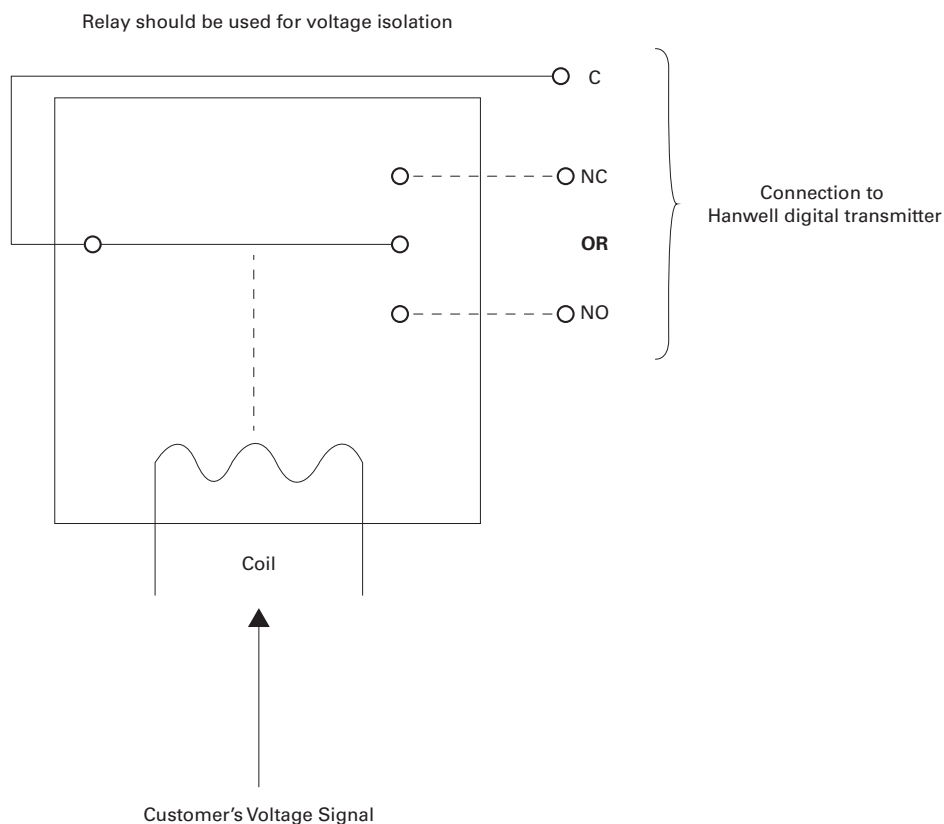 Relay should be used for voltage isolation
C
NC
OR
NO
Connection to
Hanwell digital transmitter
Coil
Customer's Voltage Signal